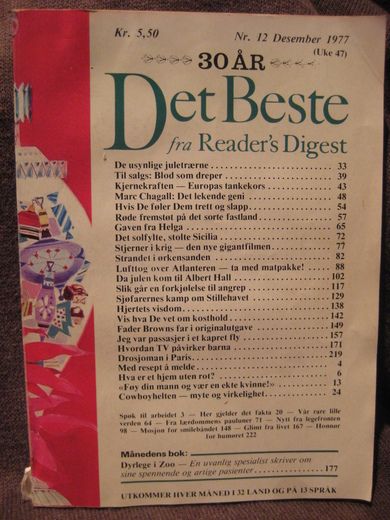 Kr. 5,50 Nr. 12 Desember 1977
(Uke 47)
30 ÅR
Det Beste
fra Reader's Digest
De usynlige juletrærne 33
Til salgs: Blod som dreper 39
Kjernekraften — Europas tankekors 43
Marc Chagall: Det lekende geni 48
Hvis De føler Dem trett og slapp 54
Røde fremstøt på det sorte fastland 57
Gaven fra Helga 65
Det solfylte, stolte Sicilia 72
Stjerner i krig — den nye gigantfilmen 77
Strandet i ørkensanden 82
Lufttog over Atlanteren — ta med matpakke! 88
Da julen kom til Albert Hall 102
Slik går en forkjølelse til angrep 117
Sjøfarernes kamp om Stillehavet 129
Hjertets visdom 138
Vis hva De vet om kosthold 142
Fader Browns far i originalutgave 149
Jeg var passasjer i et kapret fly 157
Hvordan TV påvirker barna 171
Drosjoman i Paris 219
Med resept å melde 4
Hva er et hjem uten rot? 6
«Føy din mann og vær en ekte kvinne!» 13
Cowboyhelten — myte og virkelighet 24
Spøk til arbeidet 3 — Her gjelder det fakta 20 — Vår rare lille
verden 64 — Fra lærdommens pauluner 71 — Nytt fra legefronten
98 — Mosjon for smilebåndet 148 — Glimt fra livet 167 — Honnør
for humøret 222
Månedens bok:
Dyrlege i Zoo — En uvanlig spesialist skriver om
sine spennende og artige pasienter 177
UTKOMMER HVER MÅNED I 32 LAND OG PÅ 13 SPRÅK